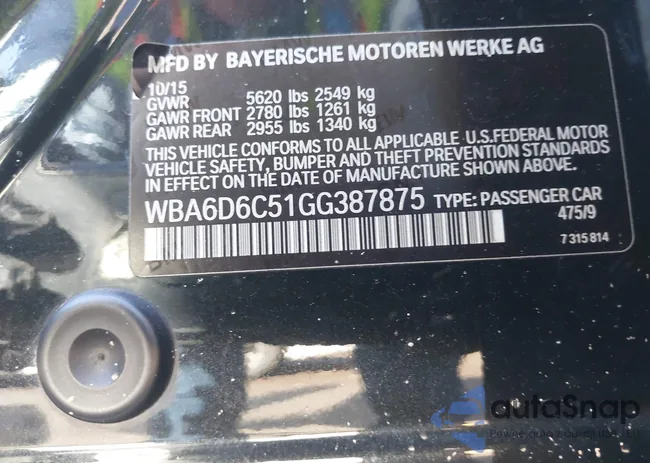 MFD BY BAYERISCHE MOTOREN WERKE AG
10/15
GVWR 5620 lbs 2549 kg
GAWR FRONT 2780 lbs 1261 kg
GAWR REAR 2955 lbs 1340 kg
THIS VEHICLE CONFORMS TO ALL APPLICABLE U.S.FEDERAL MOTOR
VEHICLE SAFETY, BUMPER AND THEFT PREVENTION STANDARDS
IN EFFECT ON THE DATE OF MANUFACTURE SHOWN ABOVE.
WBA6D6C51GG387875 TYPE: PASSENGER CAR
475/9
7 315 814
autoSnap